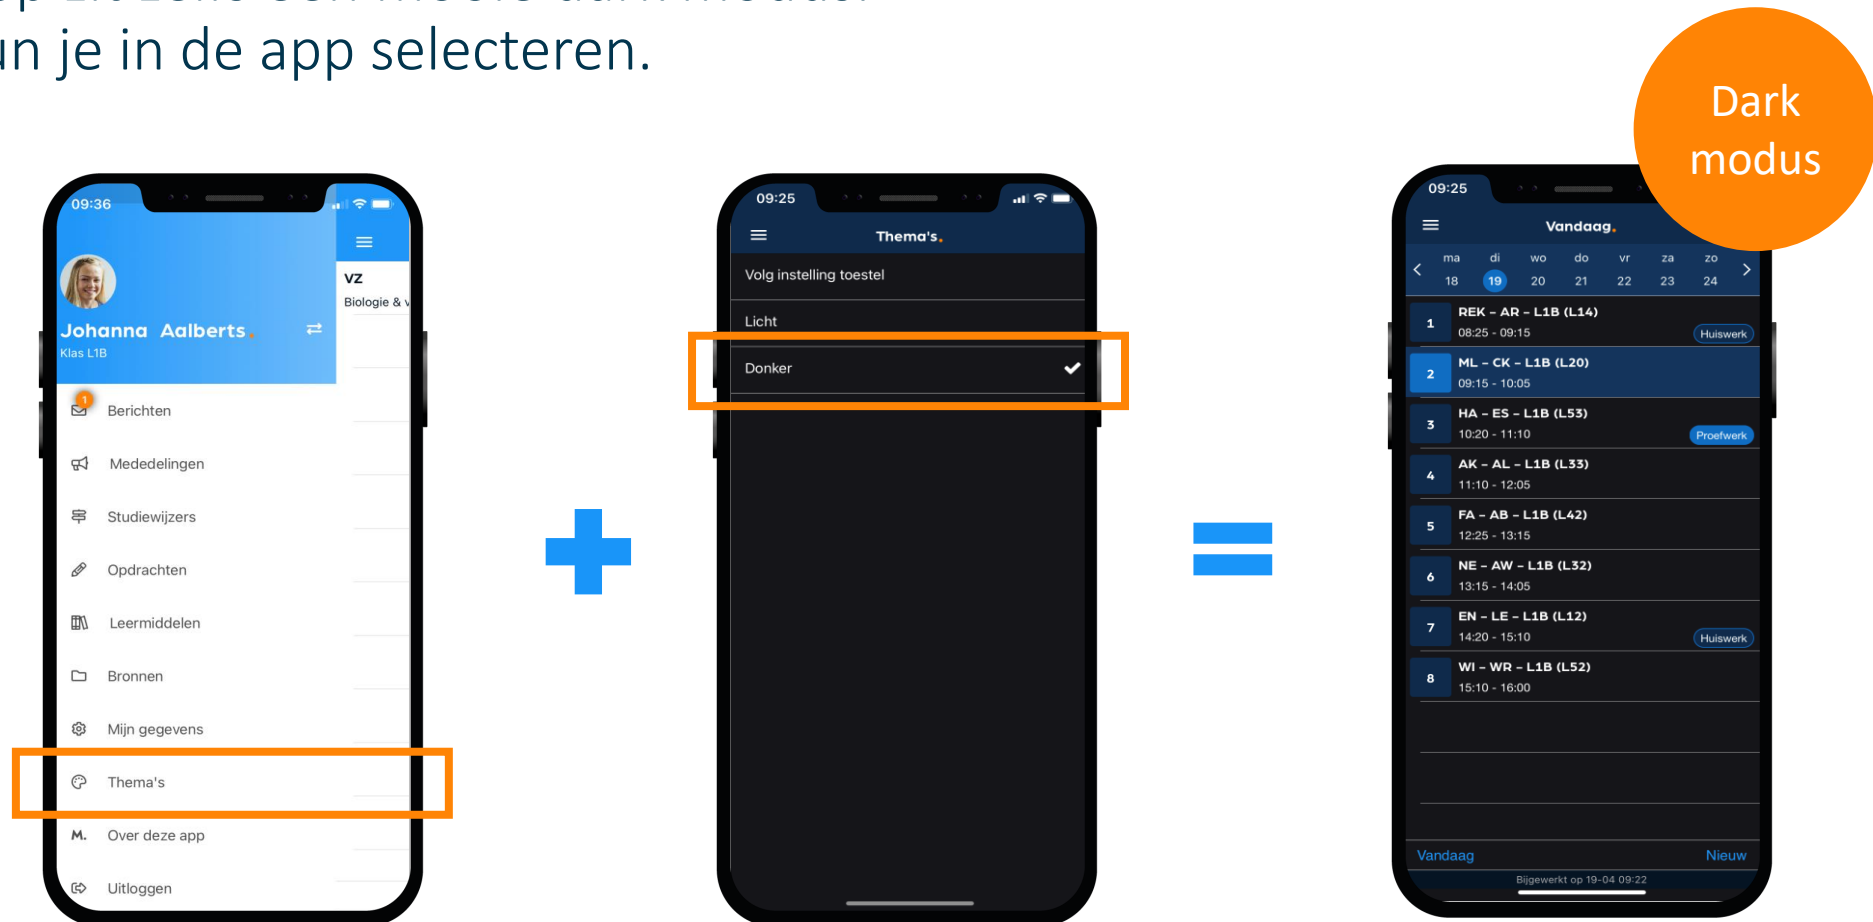 zelfs een mooie dark modus.
un je in de app selecteren.
Dark
modus
09:36
VZ
Biologie & v
Johanna Aalberts.
Klas L1B
1
Berichten
Mededelingen
Studiewijzers
Opdrachten
Leermiddelen
Bronnen
Mijn gegevens
Thema's
M. Over deze app
Uitloggen
09:25
Thema's.
Volg instelling toestel
Licht
Donker
09:25
Vandaag.
ma di wo do vr za zo
18 19 20 21 22 23 24
1 REK – AR – L1B (L14)
08:25 - 09:15 Huiswerk
2 ML – CK – L1B (L20)
09:15 - 10:05
3 HA – ES – L1B (L53)
10:20 - 11:10 Proefwerk
4 AK – AL – L1B (L33)
11:10 - 12:05
5 FA – AB – L1B (L42)
12:25 - 13:15
6 NE – AW – L1B (L32)
13:15 - 14:05
7 EN – LE – L1B (L12)
14:20 - 15:10 Huiswerk
8 WI – WR – L1B (L52)
15:10 - 16:00
Vandaag Nieuw
Bijgewerkt op 19-04 09:22